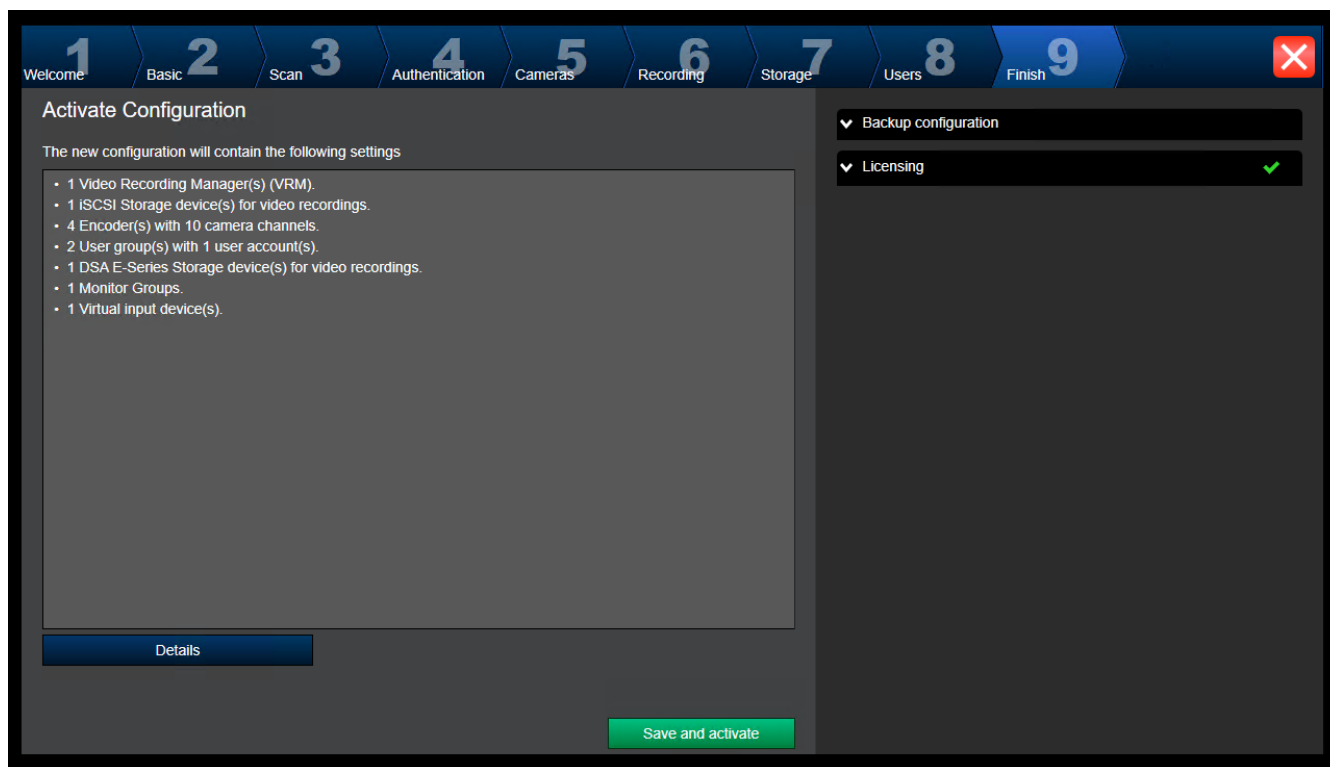 1 Welcome
2 Basic
3 Scan
4 Authentication
5 Cameras
6 Recording
7 Storage
8 Users
9 Finish
Activate Configuration
The new configuration will contain the following settings
• 1 Video Recording Manager(s) (VRM).
• 1 iSCSI Storage device(s) for video recordings.
• 4 Encoder(s) with 10 camera channels.
• 2 User group(s) with 1 user account(s).
• 1 DSA E-Series Storage device(s) for video recordings.
• 1 Monitor Groups.
• 1 Virtual input device(s).
Details
Save and activate
Backup configuration
Licensing